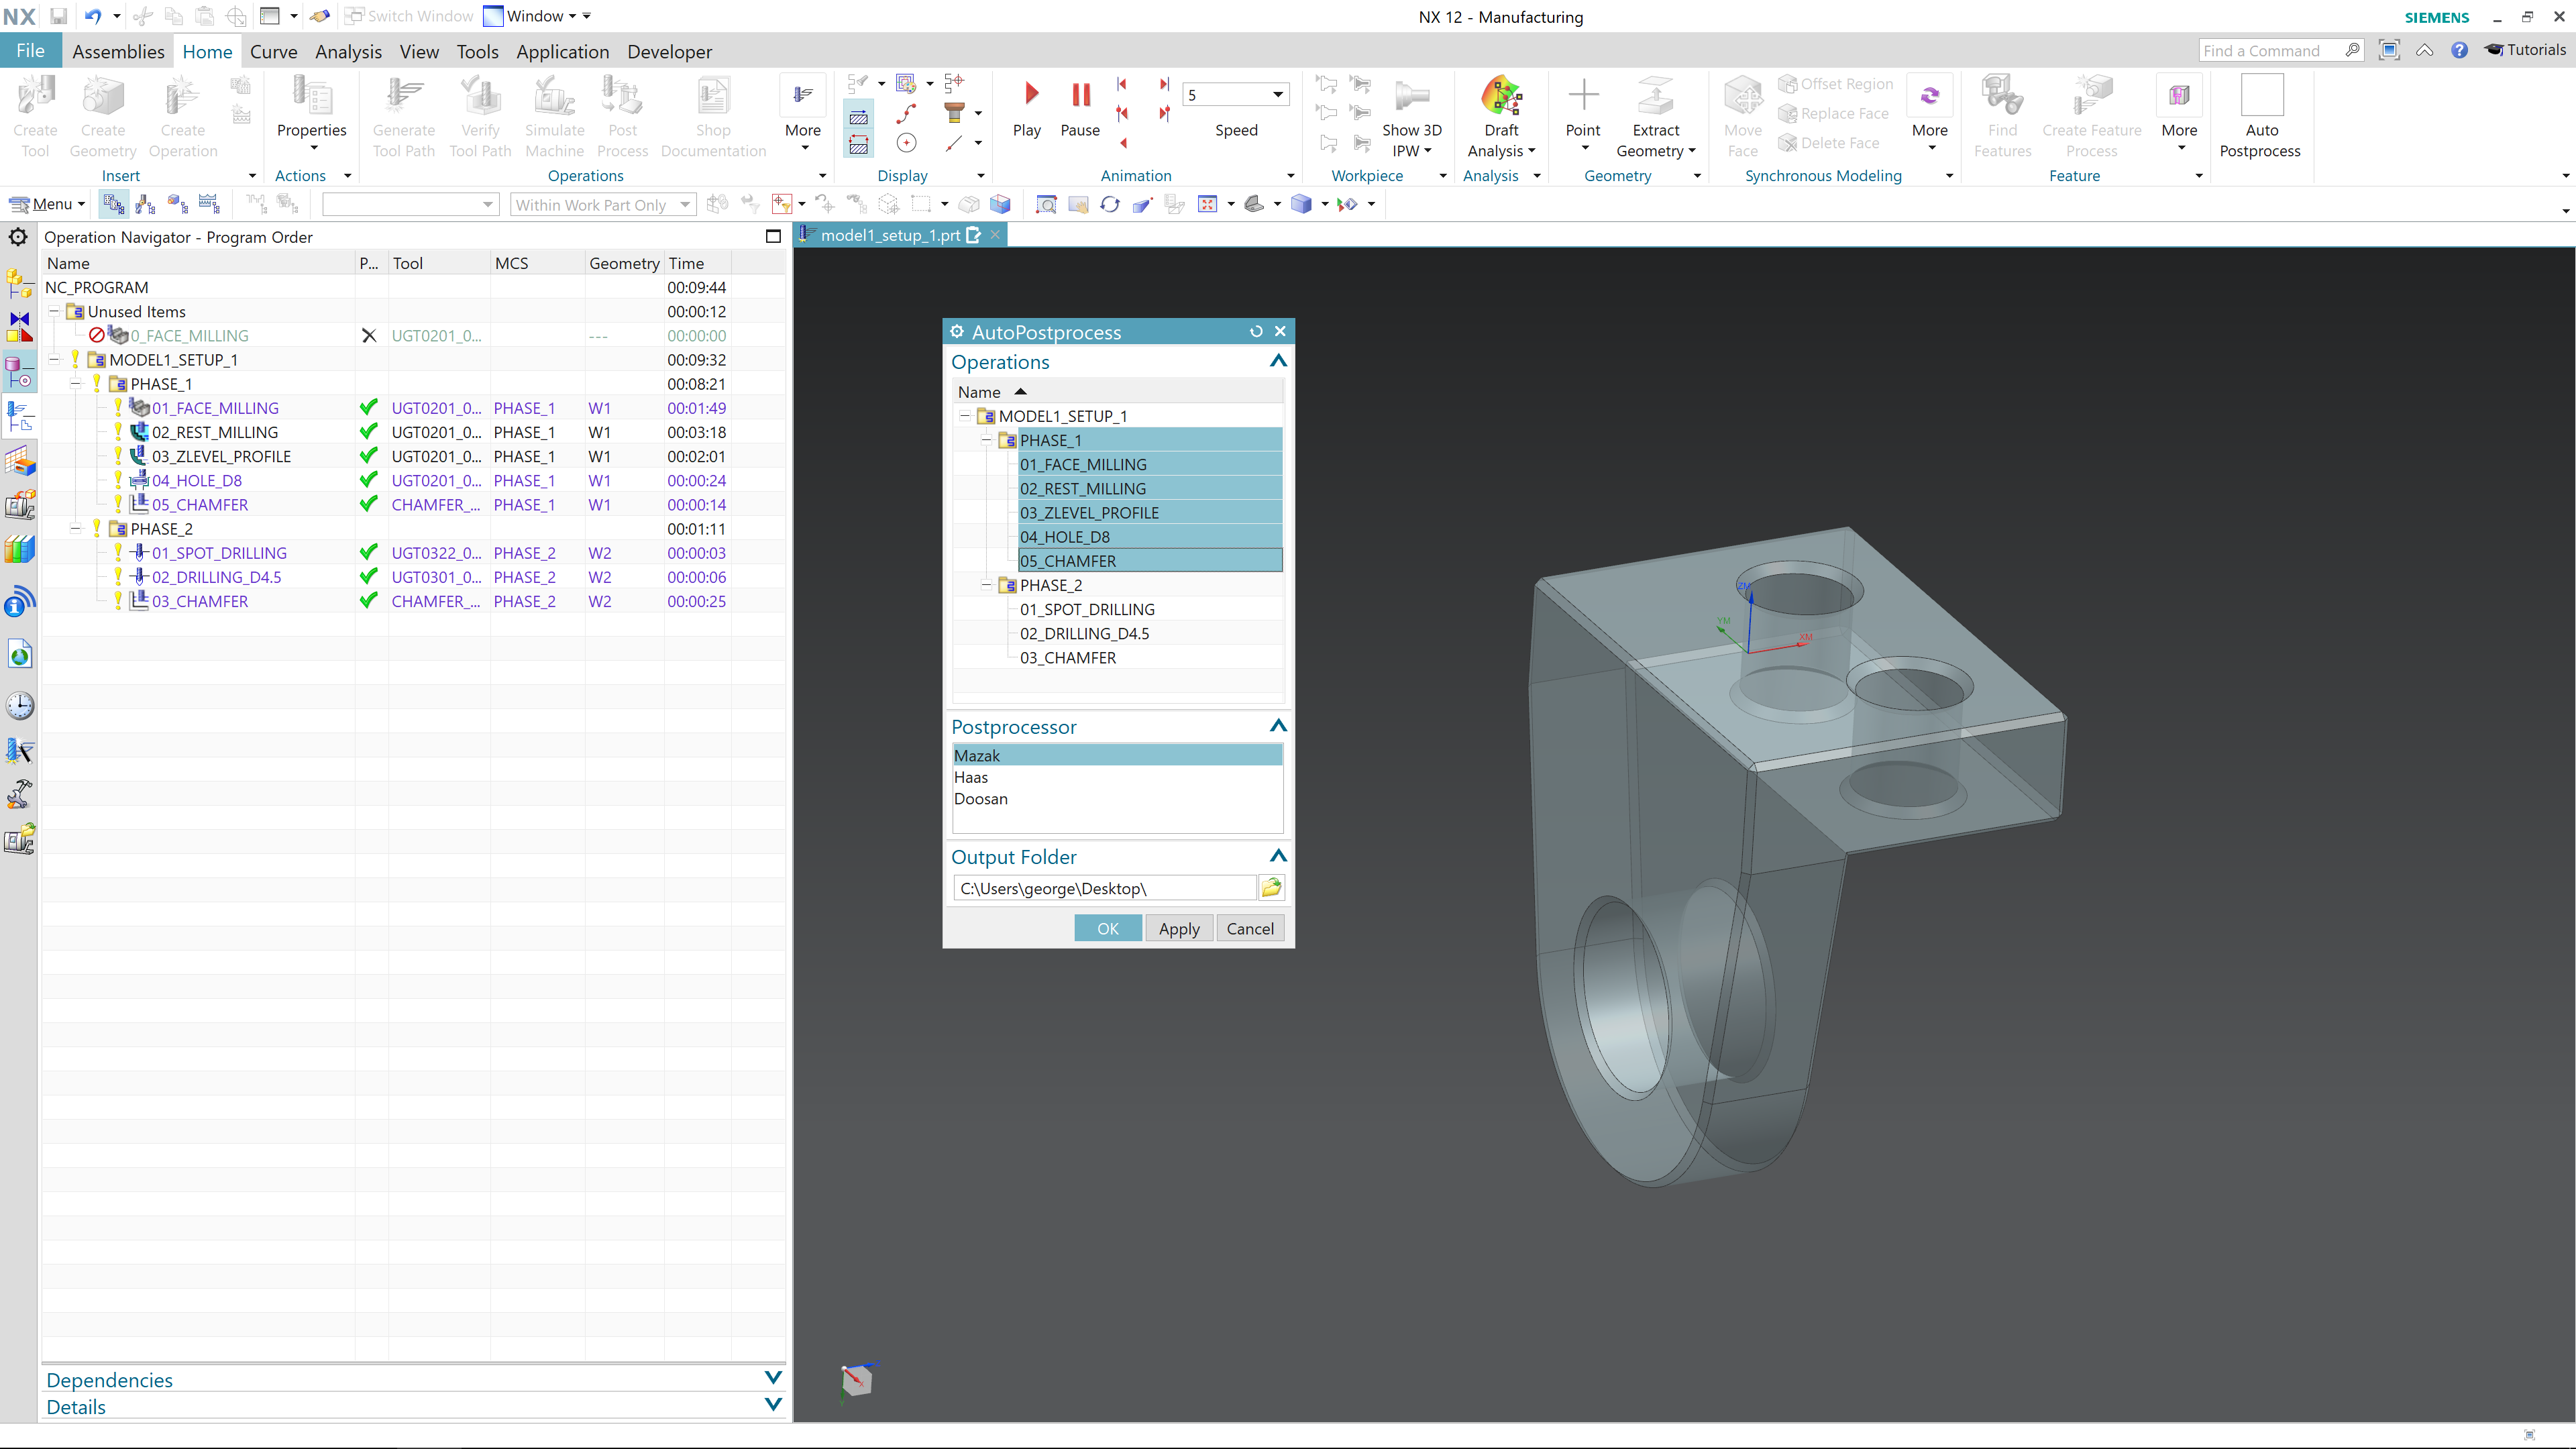 NX Switch Window Window NX 12 - Manufacturing SIEMENS
File Assemblies Home Curve Analysis View Tools Application Developer Find a Command Tutorials
Create Tool
Create Geometry
Create Operation
Insert
Properties
Actions
Generate Tool Path
Verify Tool Path
Simulate Machine
Post Process
Shop Documentation
More
Operations
Display
Play
Pause
5
Speed
Animation
Show 3D IPW
Workpiece
Draft Analysis
Analysis
Point
Extract Geometry
Geometry
Move Face
Offset Region
Replace Face
Delete Face
More
Synchronous Modeling
Find Features
Create Feature Process
More
Feature
Auto Postprocess
Menu Within Work Part Only
Operation Navigator - Program Order
model1_setup_1.prt
Name P... Tool MCS Geometry Time
NC_PROGRAM 00:09:44
Unused Items 00:00:12
0_FACE_MILLING UGT0201_0... --- 00:00:00
MODEL1_SETUP_1 00:09:32
PHASE_1 00:08:21
01_FACE_MILLING UGT0201_0... PHASE_1 W1 00:01:49
02_REST_MILLING UGT0201_0... PHASE_1 W1 00:03:18
03_ZLEVEL_PROFILE UGT0201_0... PHASE_1 W1 00:02:01
04_HOLE_D8 UGT0201_0... PHASE_1 W1 00:00:24
05_CHAMFER CHAMFER_... PHASE_1 W1 00:00:14
PHASE_2 00:01:11
01_SPOT_DRILLING UGT0322_0... PHASE_2 W2 00:00:03
02_DRILLING_D4.5 UGT0301_0... PHASE_2 W2 00:00:06
03_CHAMFER CHAMFER_... PHASE_2 W2 00:00:25
Dependencies
Details
AutoPostprocess
Operations
Name
MODEL1_SETUP_1
PHASE_1
01_FACE_MILLING
02_REST_MILLING
03_ZLEVEL_PROFILE
04_HOLE_D8
05_CHAMFER
PHASE_2
01_SPOT_DRILLING
02_DRILLING_D4.5
03_CHAMFER
Postprocessor
Mazak
Haas
Doosan
Output Folder
C:\Users\george\Desktop\
OK Apply Cancel
ZM
YM
XM
X
Y